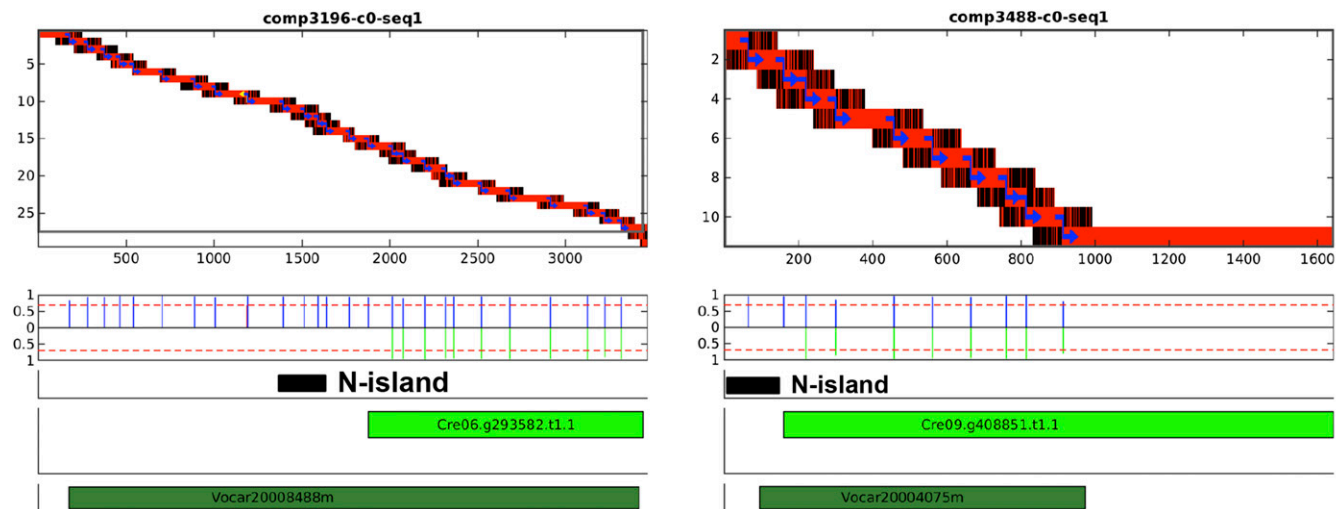 comp3196-c0-seq1
5
10
15
20
25
500 1000 1500 2000 2500 3000
1
0.5
0
0.5
1
N-island
Cre06.g293582.t1.1
Vocar20008488m
comp3488-c0-seq1
2
4
6
8
10
200 400 600 800 1000 1200 1400 1600
1
0.5
0
0.5
1
N-island
Cre09.g408851.t1.1
Vocar20004075m